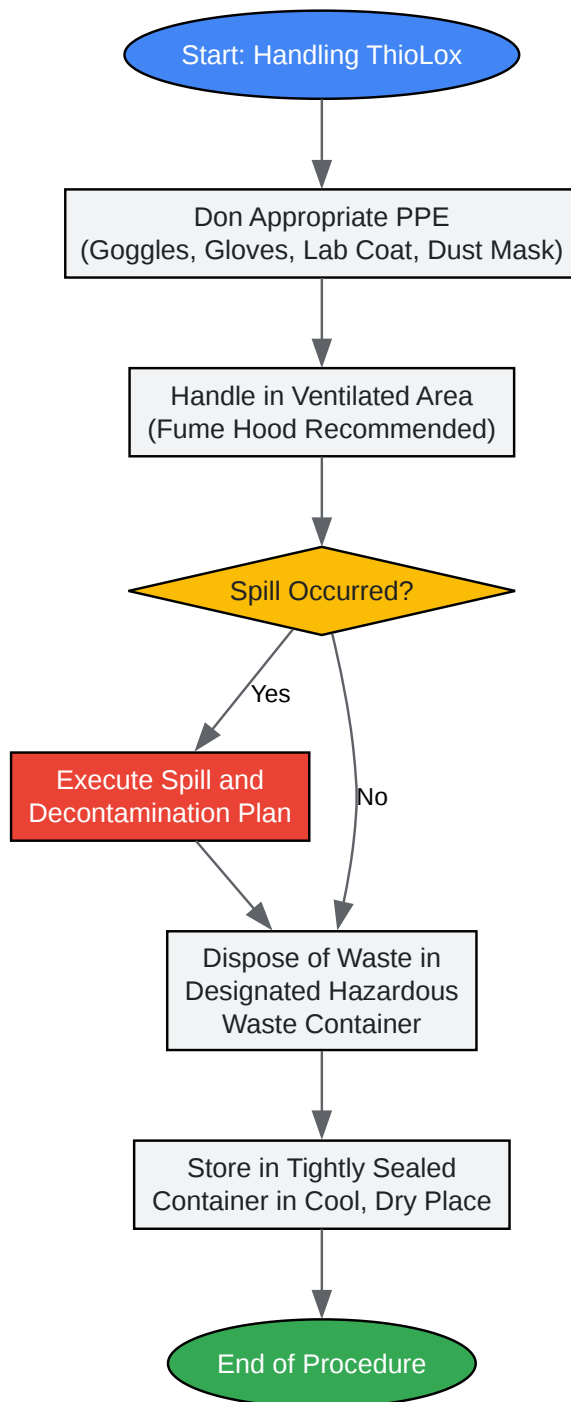 Start: Handling ThioLox
Don Appropriate PPE
(Goggles, Gloves, Lab Coat, Dust Mask)
Handle in Ventilated Area
(Fume Hood Recommended)
Spill Occurred?
Yes
Execute Spill and
Decontamination Plan
No
Dispose of Waste in
Designated Hazardous
Waste Container
Store in Tightly Sealed
Container in Cool, Dry Place
End of Procedure